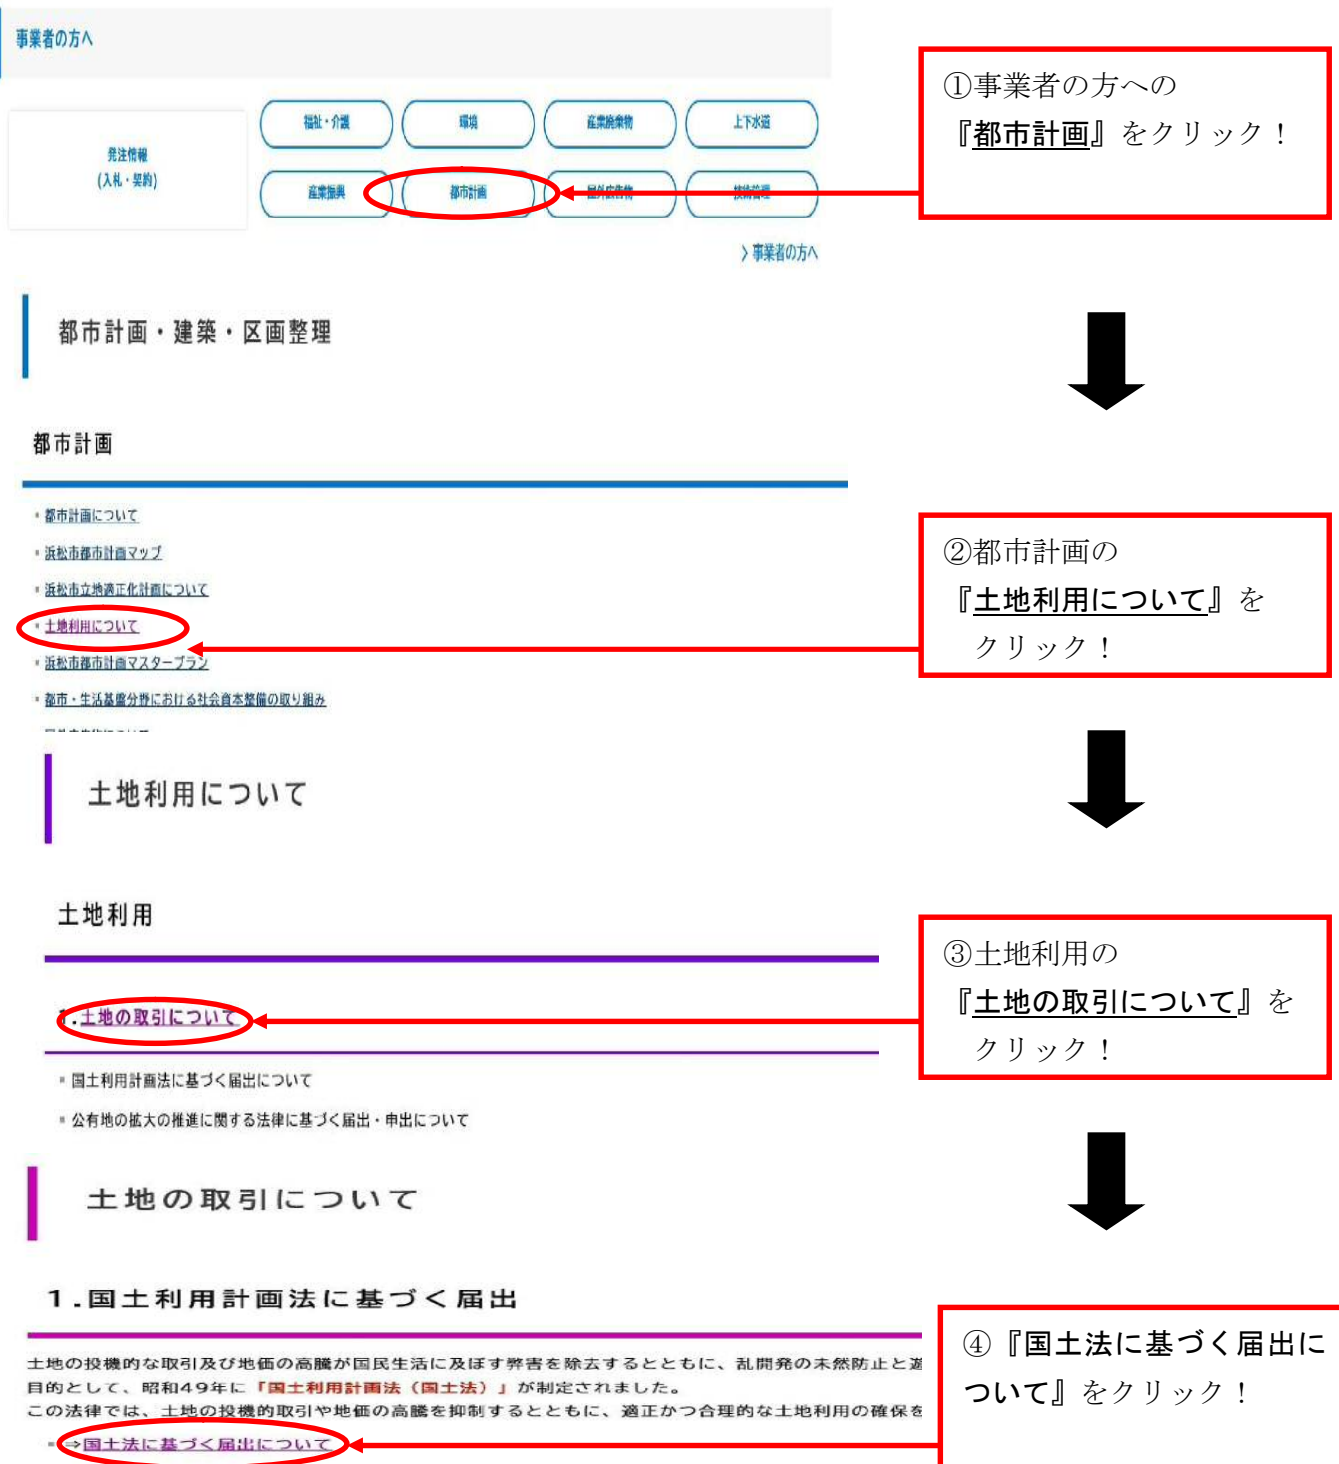 事業者の方へ
発注情報
(入札・契約)
福祉・介護
環境
産業廃棄物
上下水道
産業振興
都市計画
屋外広告物
技術管理
〉事業者の方へ
①事業者の方への
『都市計画』をクリック！
都市計画・建築・区画整理
都市計画
都市計画について
浜松市都市計画マップ
浜松市立地適正化計画について
土地利用について
浜松市都市計画マスタープラン
都市・生活基盤分野における社会資本整備の取り組み
②都市計画の
『土地利用について』を
クリック！
土地利用について
土地利用
1.土地の取引について
国土利用計画法に基づく届出について
公有地の拡大の推進に関する法律に基づく届出・申出について
③土地利用の
『土地の取引について』を
クリック！
土地の取引について
1.国土利用計画法に基づく届出
土地の投機的な取引及び地価の高騰が国民生活に及ぼす弊害を除去するとともに、乱開発の未然防止と
目的として、昭和49年に「国土利用計画法（国土法）」が制定されました。
この法律では、土地の投機的取引や地価の高騰を抑制するとともに、適正かつ合理的な土地利用の確保を
⇒国土法に基づく届出について
④『国土法に基づく届出に
ついて』をクリック！